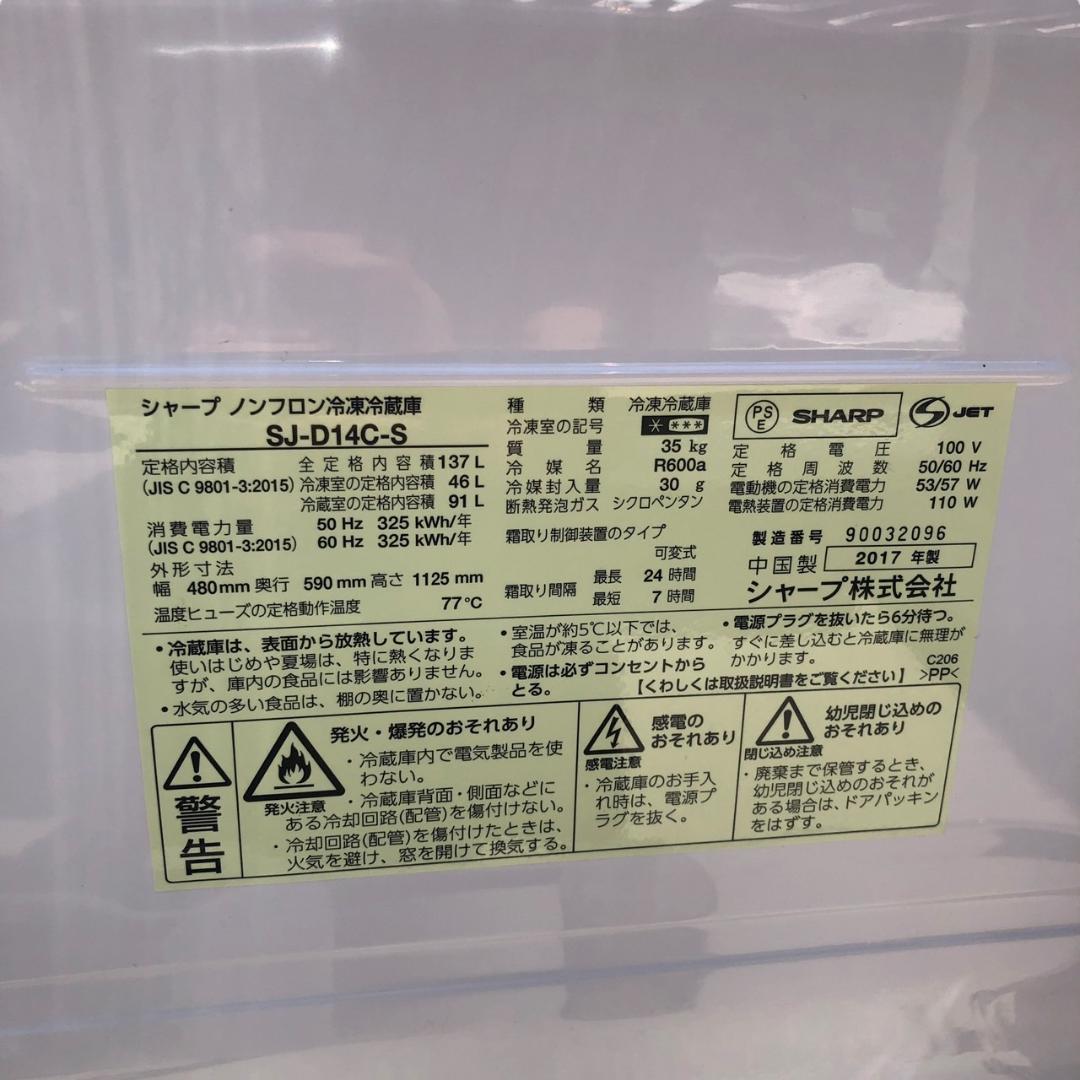 シャープ ノンフロン冷凍冷蔵庫
SJ-D14C-S
定格内容積
(JIS C 9801-3:2015)
全定格内容積 137 L
冷凍室の定格内容積 46 L
冷蔵室の定格内容積 91 L
消費電力量
(JIS C 9801-3:2015)
50 Hz 325 kWh/年
60 Hz 325 kWh/年
外形寸法
幅 480mm 奥行 590mm 高さ 1125 mm
温度ヒューズの定格動作温度 77℃
種類 冷凍冷蔵庫
冷凍室の記号 * ***
質量 35 kg
冷媒名 R600a
冷媒封入量 30 g
断熱発泡ガス シクロペンタン
霜取り制御装置のタイプ
可変式
霜取り間隔
最長 24 時間
最短 7 時間
PS
E
SHARP
S JET
定格電圧 100 V
定格周波数 50/60 Hz
電動機の定格消費電力 53/57 W
電熱装置の定格消費電力 110 W
製造番号 90032096
中国製 2017 年製
シャープ株式会社
・冷蔵庫は、表面から放熱しています。
使いはじめや夏場は、特に熱くなりま
すが、庫内の食品には影響ありません。
・水気の多い食品は、棚の奥に置かない。
・室温が約5℃以下では、
食品が凍ることがあります。
・電源は必ずコンセントから
とる。
・電源プラグを抜いたら6分待つ。
すぐに差し込むと冷蔵庫に無理が
かかります。
【くわしくは取扱説明書をご覧ください】
C206
>PP<
警告
発火注意
発火・爆発のおそれあり
・冷蔵庫内で電気製品を使
わない。
・冷蔵庫背面・側面などに
ある冷却回路(配管)を傷付けない。
・冷却回路(配管)を傷付けたときは、
火気を避け、窓を開けて換気する。
感電注意
感電の
おそれあり
・冷蔵庫のお手入
れ時は、電源プ
ラグを抜く。
閉じ込め注意
幼児閉じ込めの
おそれあり
・廃棄まで保管するとき、
幼児閉じ込めのおそれが
ある場合は、ドアパッキン
をはずす。